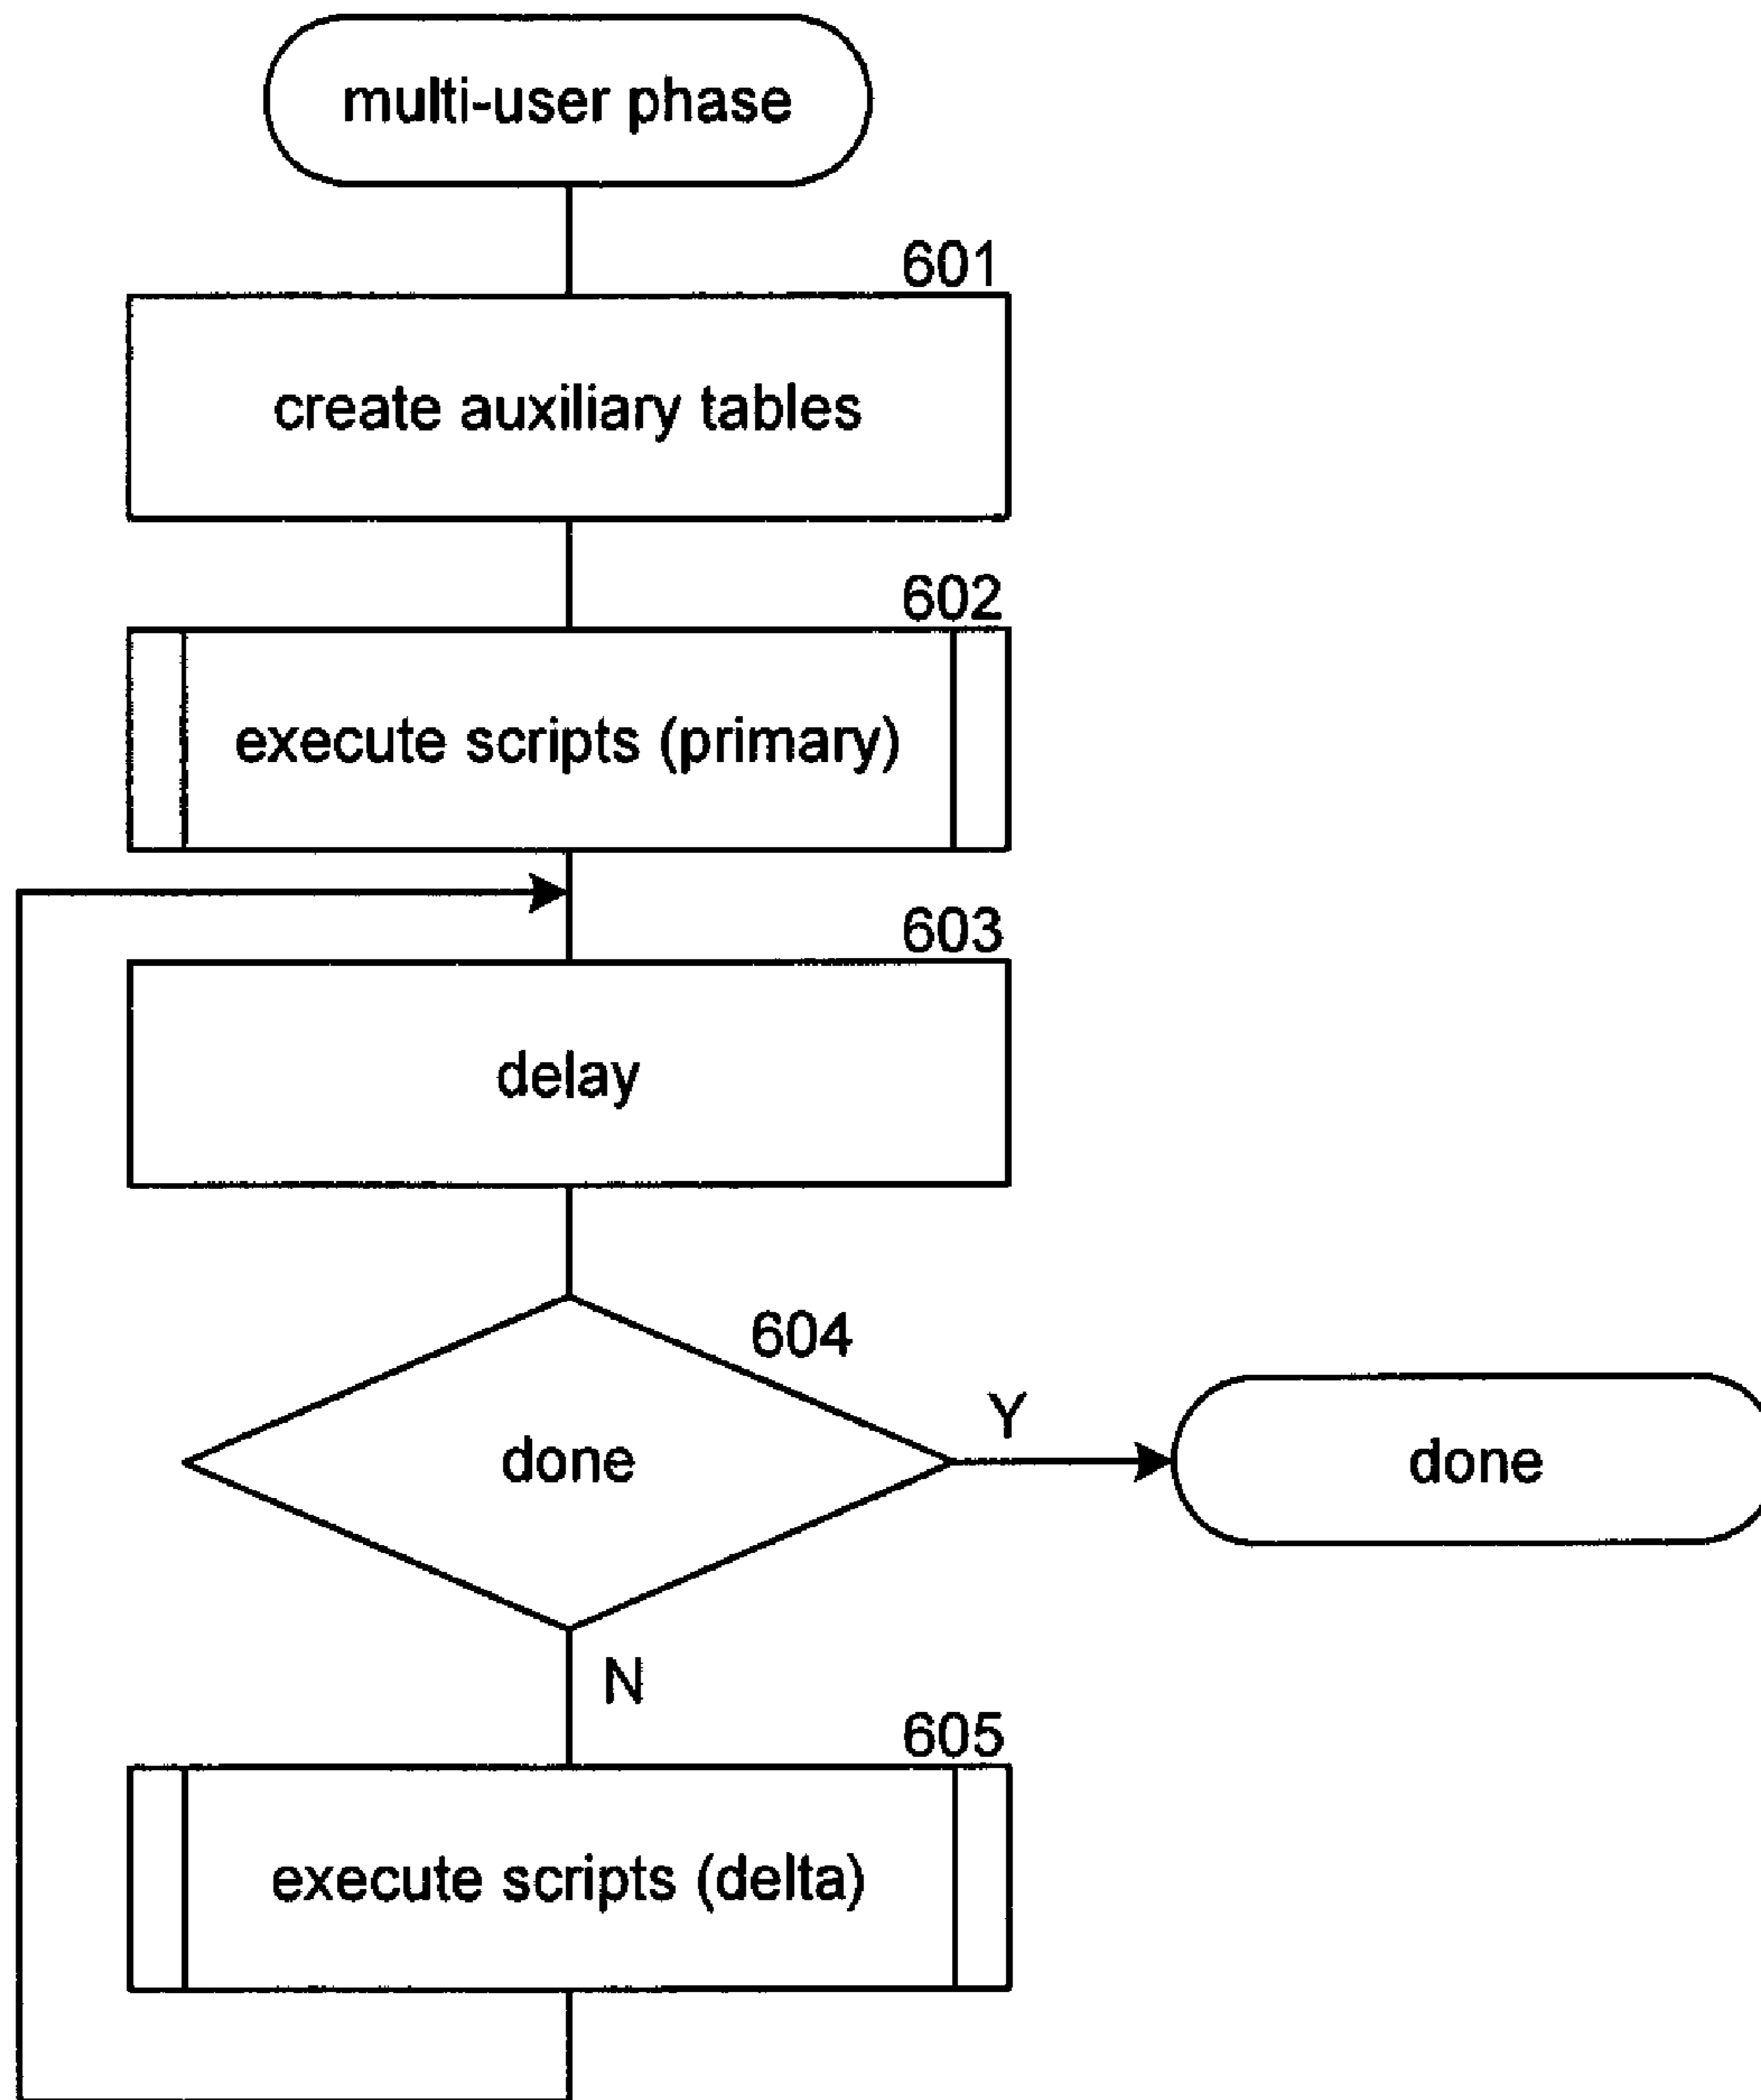 multi-user phase
601
create auxiliary tables
602
execute scripts (primary)
603
delay
604
done
Y
done
N
605
execute scripts (delta)